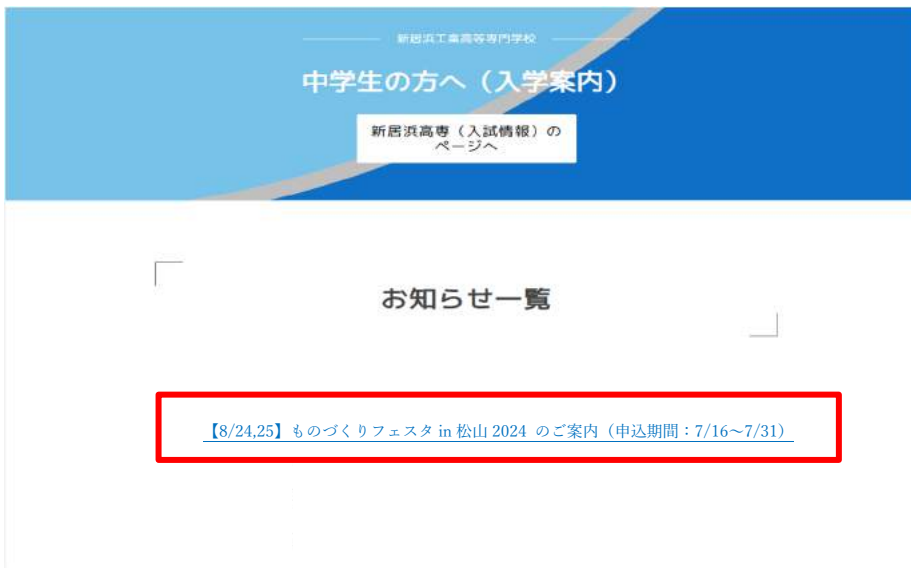 新居浜工業高等専門学校
中学生の方へ（入学案内）
新居浜高専（入試情報）の
ページへ
お知らせ一覧
【8/24,25】ものづくりフェスタ in 松山 2024 のご案内（申込期間：7/16～7/31）